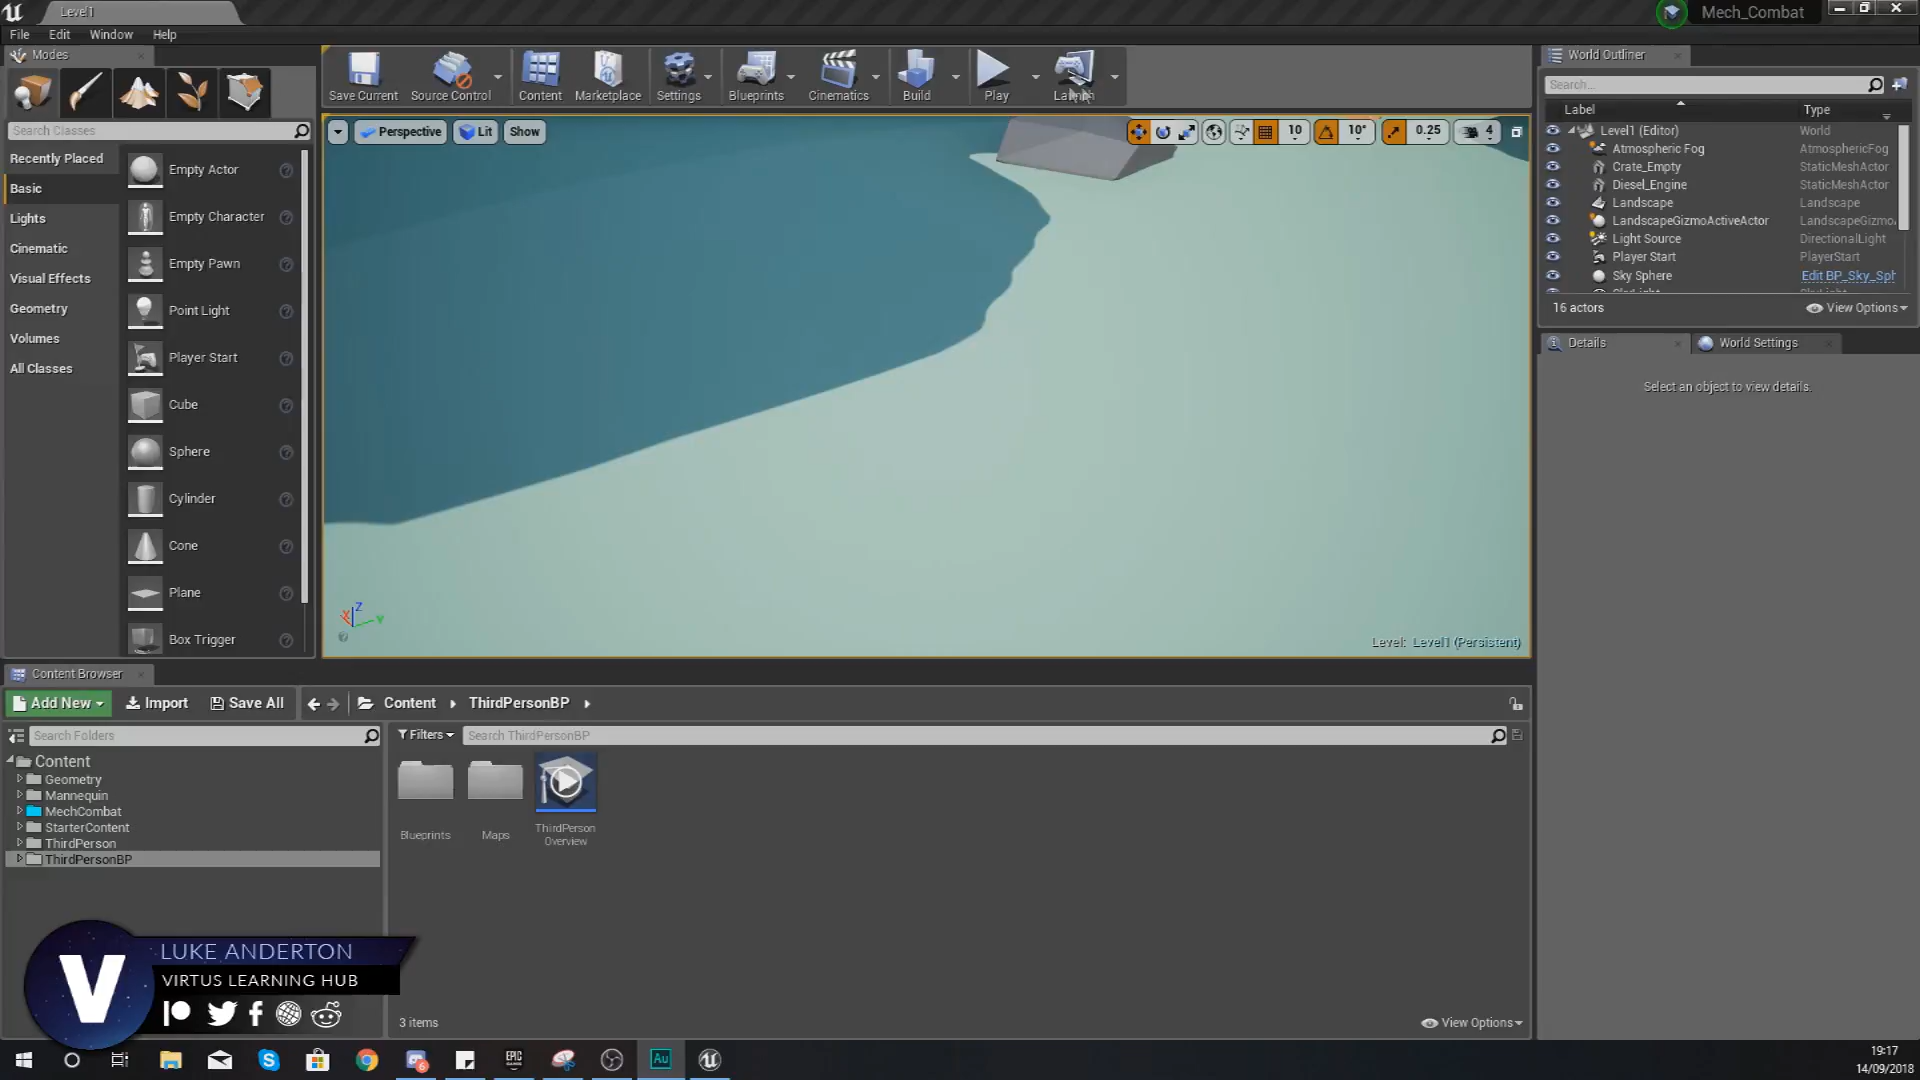 Level1
Mech_Combat
File Edit Window Help
Modes
World Outliner
Save Current
Source Control
Content
Marketplace
Settings
Blueprints
Cinematics
Build
Play
Launch
Search...
Label
Type
Search Classes
Perspective
Lit
Show
10
10°
0.25
4
Recently Placed
Basic
Lights
Cinematic
Visual Effects
Geometry
Volumes
All Classes
Empty Actor
Empty Character
Empty Pawn
Point Light
Player Start
Cube
Sphere
Cylinder
Cone
Plane
Box Trigger
Level1 (Editor) World
Atmospheric Fog AtmosphericFog
Crate_Empty StaticMeshActor
Diesel_Engine StaticMeshActor
Landscape Landscape
LandscapeGizmoActiveActor LandscapeGizmo
Light Source DirectionalLight
Player Start PlayerStart
Sky Sphere Edit BP_Sky_Sph
16 actors
View Options
Details
World Settings
Select an object to view details.
X Z Y
Level: Level1 (Persistent)
Content Browser
Add New
Import
Save All
Content
ThirdPersonBP
Search Folders
Filters
Search ThirdPersonBP
Content
Geometry
Mannequin
MechCombat
StarterContent
ThirdPerson
ThirdPersonBP
Blueprints
Maps
ThirdPerson
Overview
V
LUKE ANDERTON
VIRTUS LEARNING HUB
3 items
View Options
EPIC
GAMES
6
Au
19:17
14/09/2018